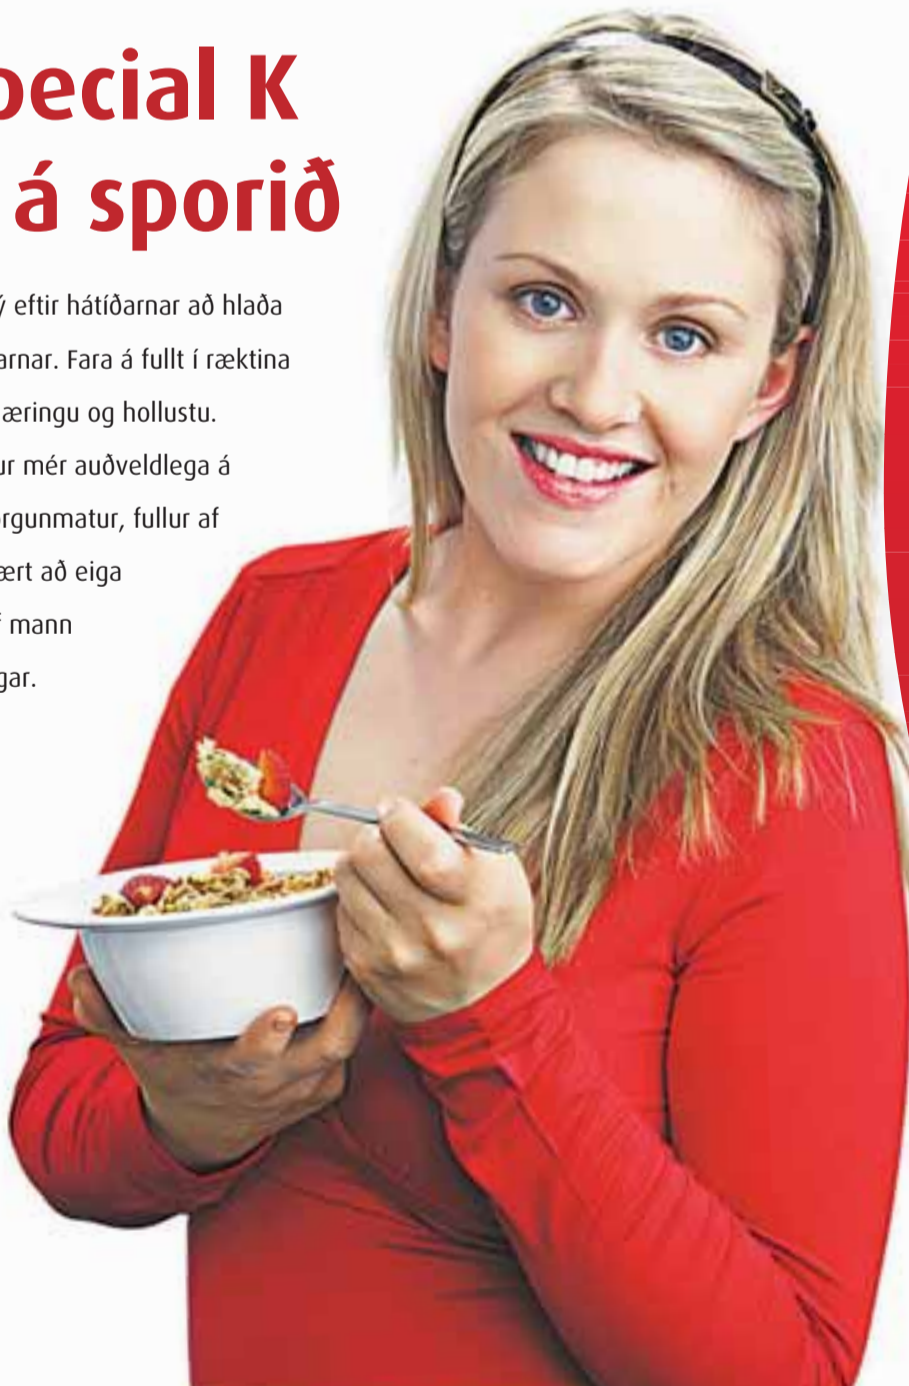 pecial K
á sporið
ý eftir hátíðarnar að hlaða
arnar. Fara á fullt í ræktina
æringu og hollustu.
ur mér auðveldlega á
orgunmatur, fullur af
ært að eiga
f mann
gar.